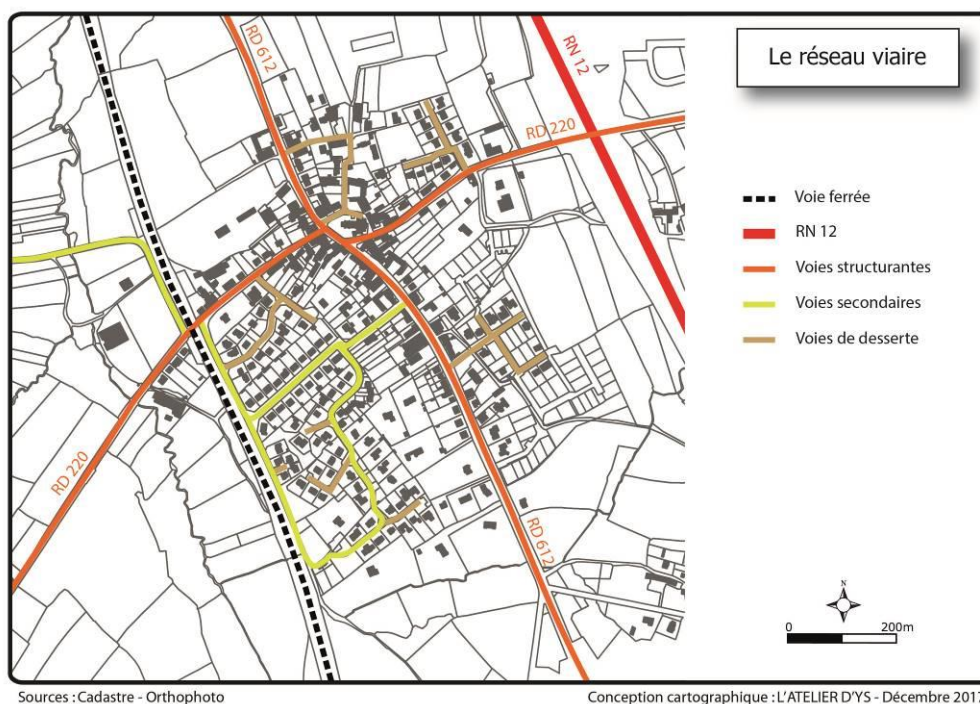 Le réseau viaire
RD 612
RN 12
RD 220
Voie ferrée
RN 12
Voies structurantes
Voies secondaires
Voies de desserte
RD 220
RD 612
N
0 200m
Sources : Cadastre - Orthophoto
Conception cartographique : L'ATELIER D'YS - Décembre 2017